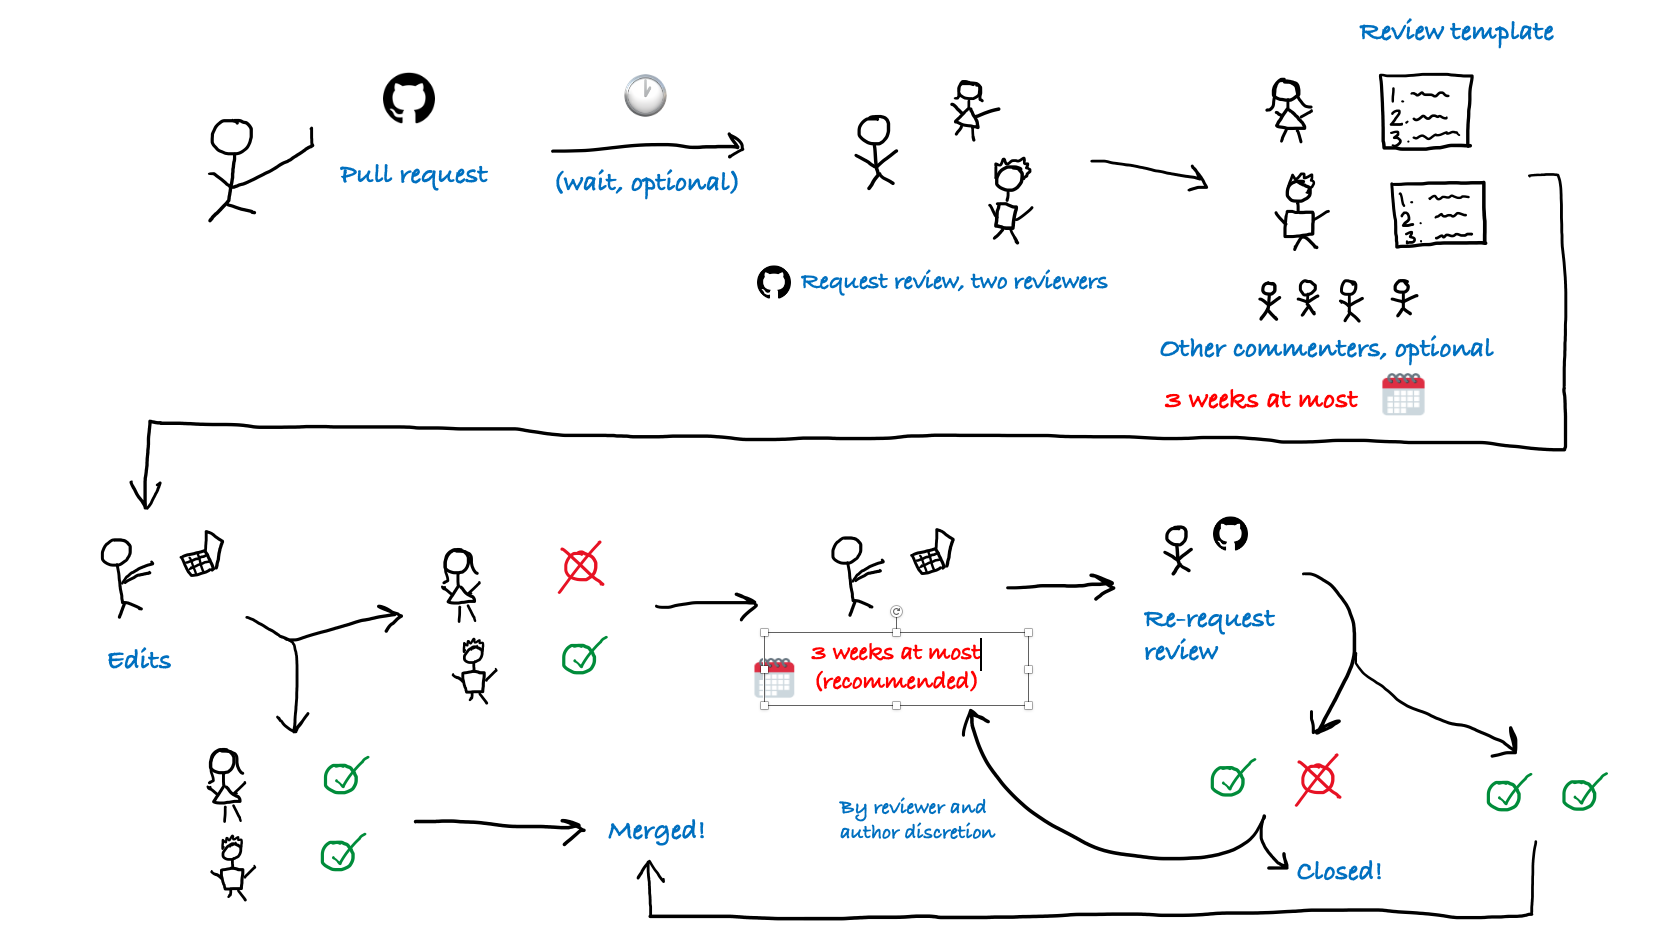 Review template
1.
2.
3.
Pull request
(wait, optional)
1.
2.
3.
Request review, two reviewers
Other commenters, optional
3 weeks at most
Edits
3 weeks at most
(recommended)
Re-request
review
By reviewer and
author discretion
Merged!
Closed!